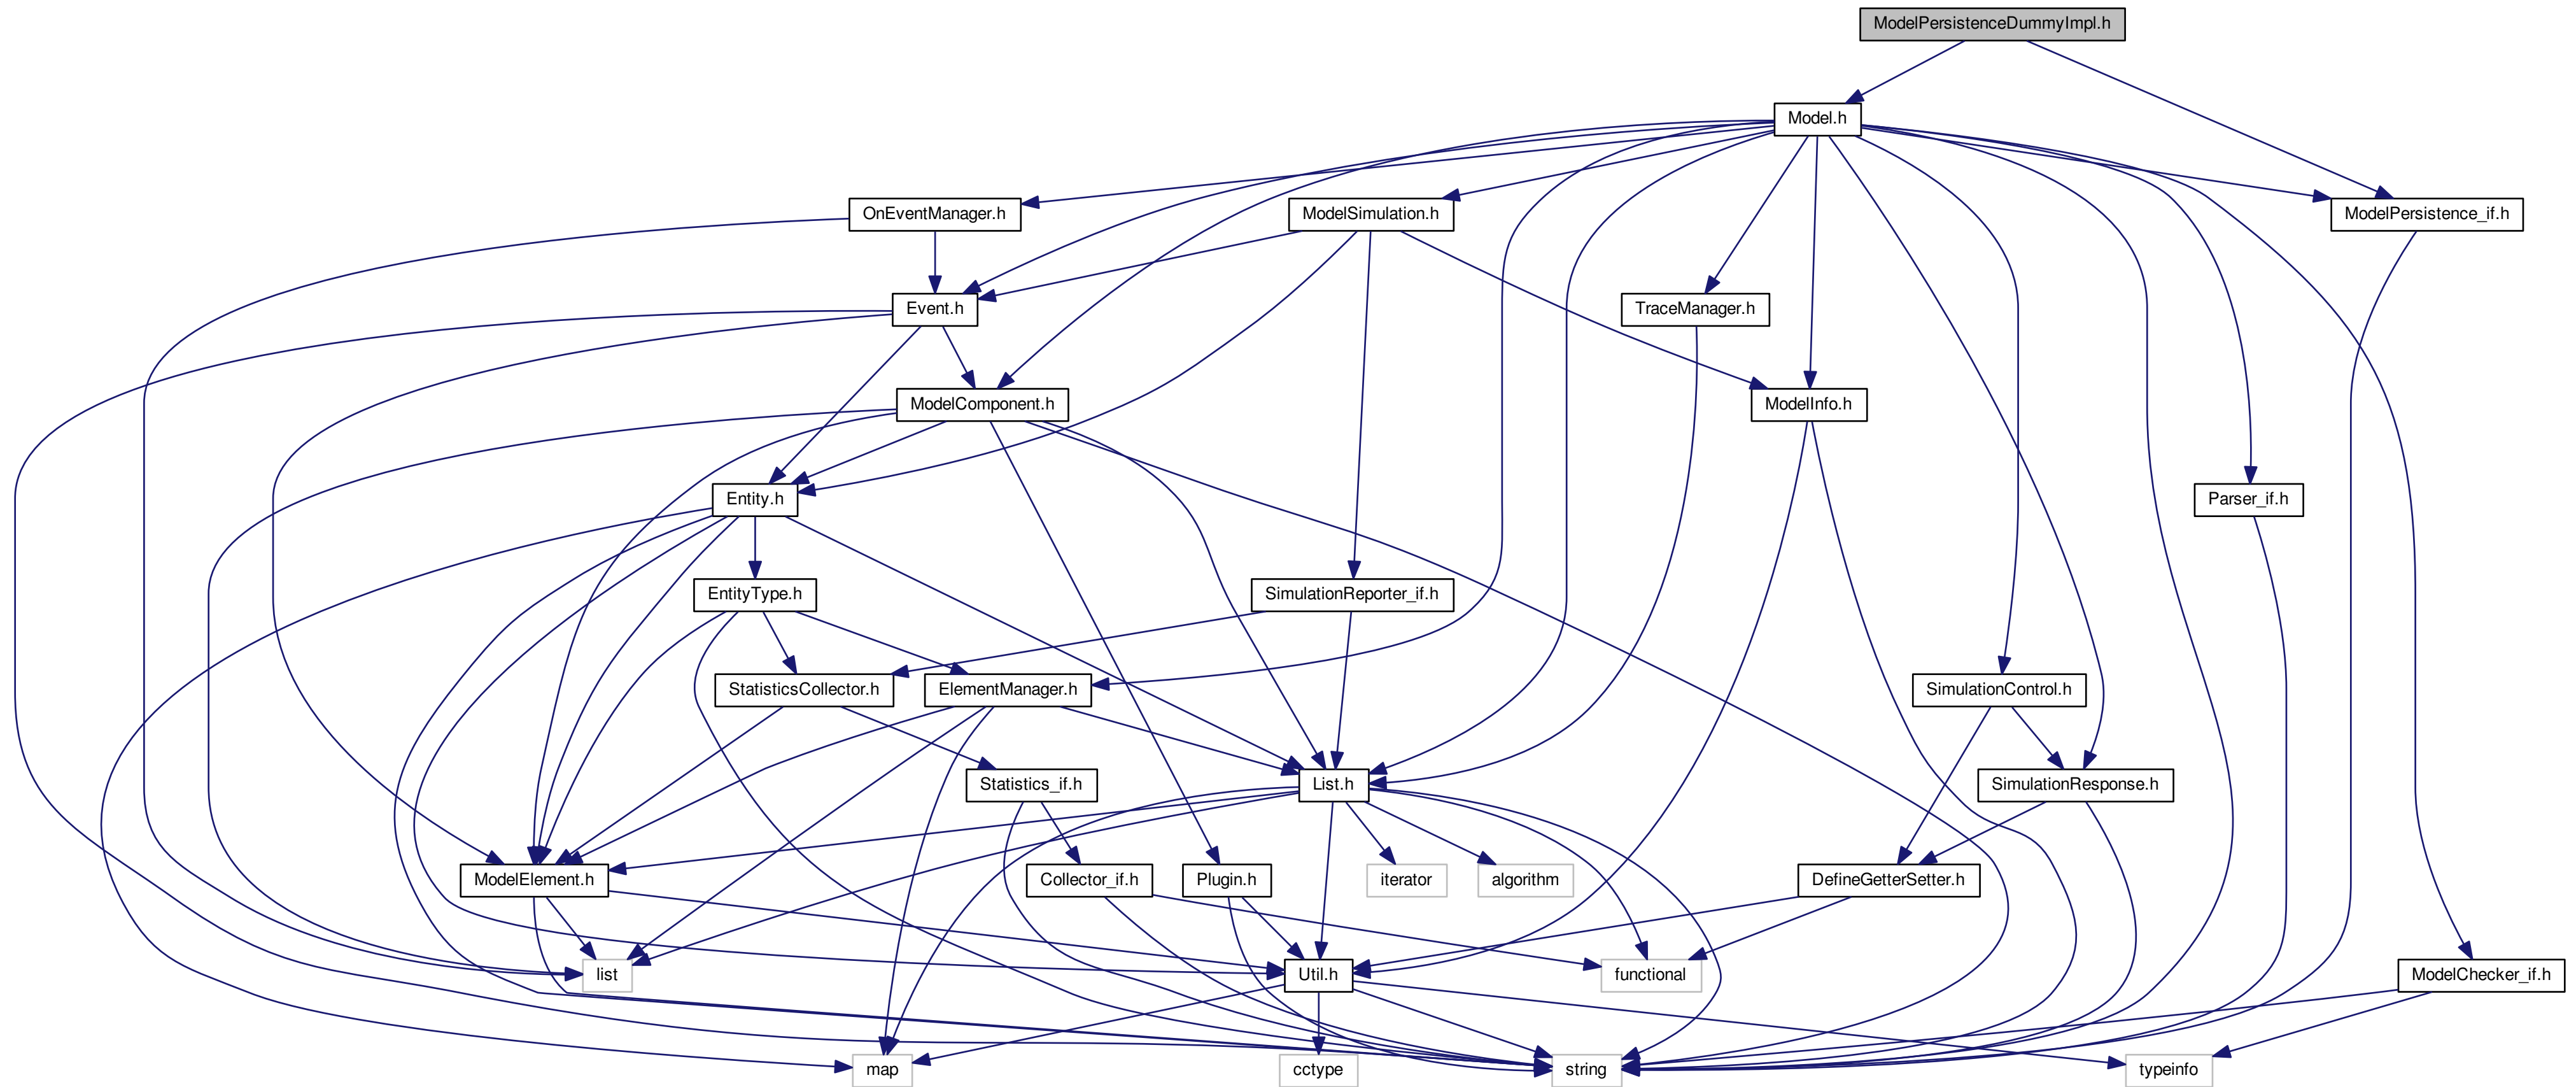 ModelPersistenceDummyImpl.h
Model.h
OnEventManager.h
ModelSimulation.h
ModelPersistence_if.h
Event.h
TraceManager.h
ModelComponent.h
ModelInfo.h
Entity.h
Parser_if.h
EntityType.h
SimulationReporter_if.h
StatisticsCollector.h
ElementManager.h
SimulationControl.h
Statistics_if.h
List.h
SimulationResponse.h
ModelElement.h
Collector_if.h
Plugin.h
iterator
algorithm
DefineGetterSetter.h
list
Util.h
functional
ModelChecker_if.h
map
cctype
string
typeinfo